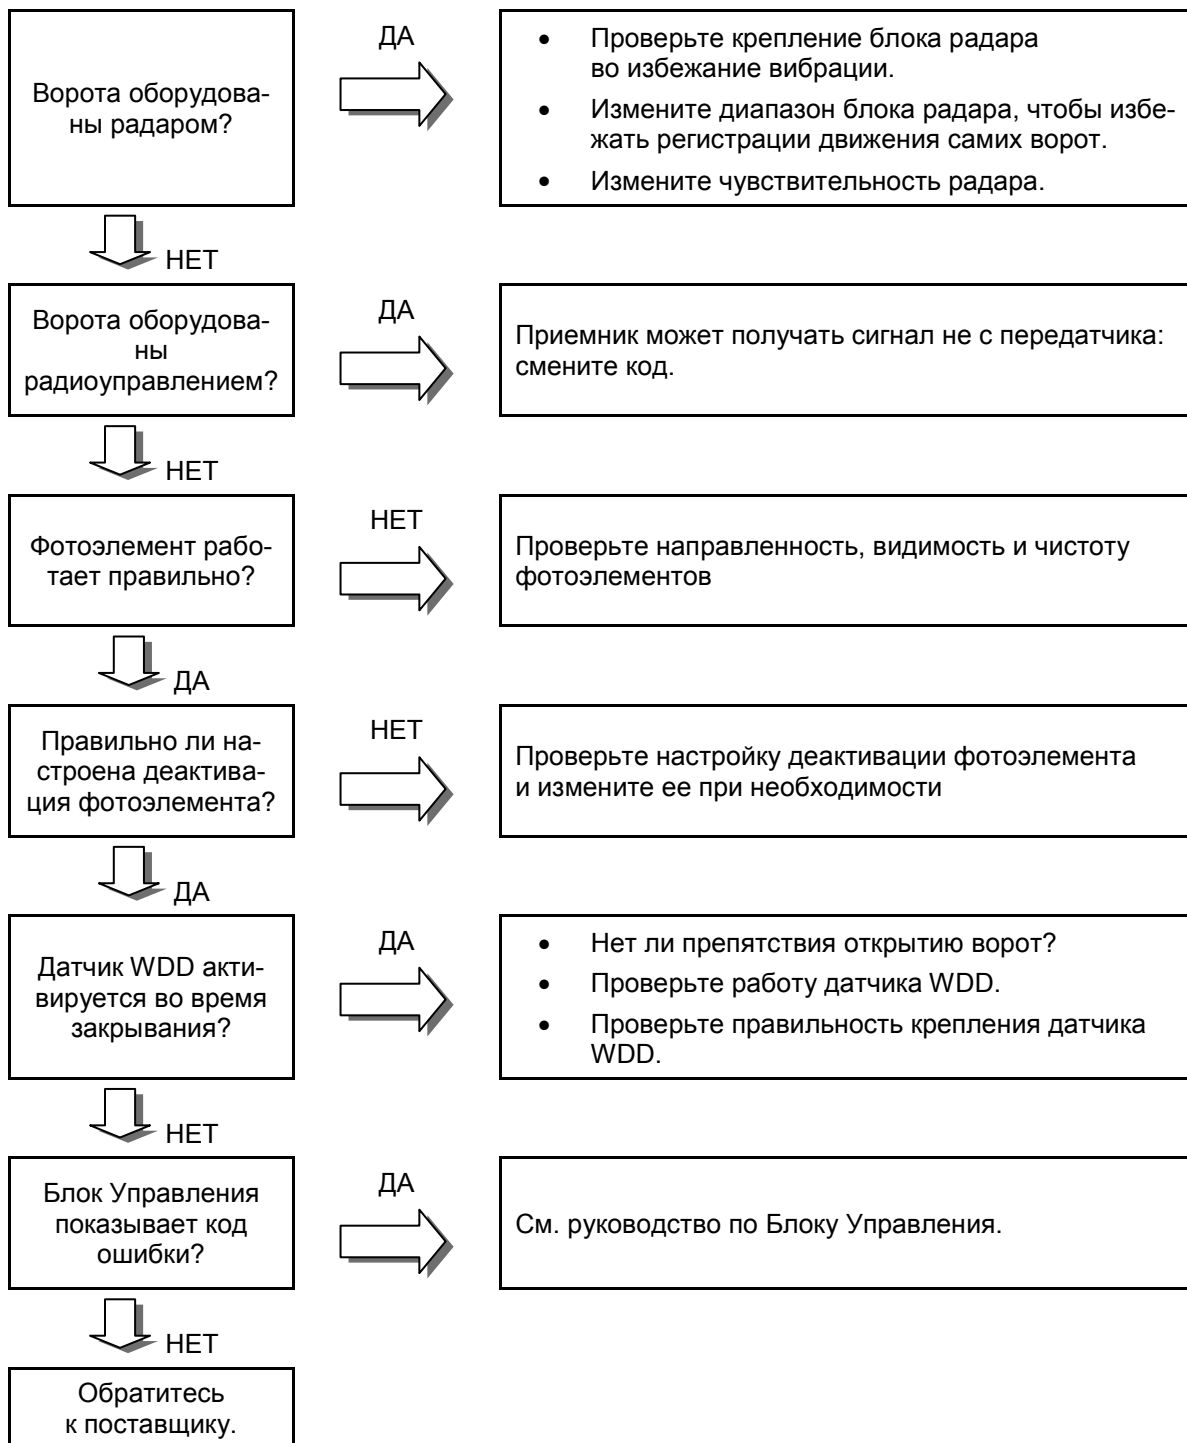 Ворота оборудова-
ны радаром?
ДА
• Проверьте крепление блока радара
во избежание вибрации.
• Измените диапазон блока радара, чтобы избе-
жать регистрации движения самих ворот.
• Измените чувствительность радара.
НЕТ
Ворота оборудова-
ны
радиоуправлением?
ДА
Приемник может получать сигнал не с передатчика:
смените код.
НЕТ
Фотоэлемент рабо-
тает правильно?
НЕТ
Проверьте направленность, видимость и чистоту
фотоэлементов
ДА
Правильно ли на-
строена деактива-
ция фотоэлемента?
НЕТ
Проверьте настройку деактивации фотоэлемента
и измените ее при необходимости
ДА
Датчик WDD акти-
вируется во время
закрывания?
ДА
• Нет ли препятствия открытию ворот?
• Проверьте работу датчика WDD.
• Проверьте правильность крепления датчика
WDD.
НЕТ
Блок Управления
показывает код
ошибки?
ДА
См. руководство по Блоку Управления.
НЕТ
Обратитесь
к поставщику.